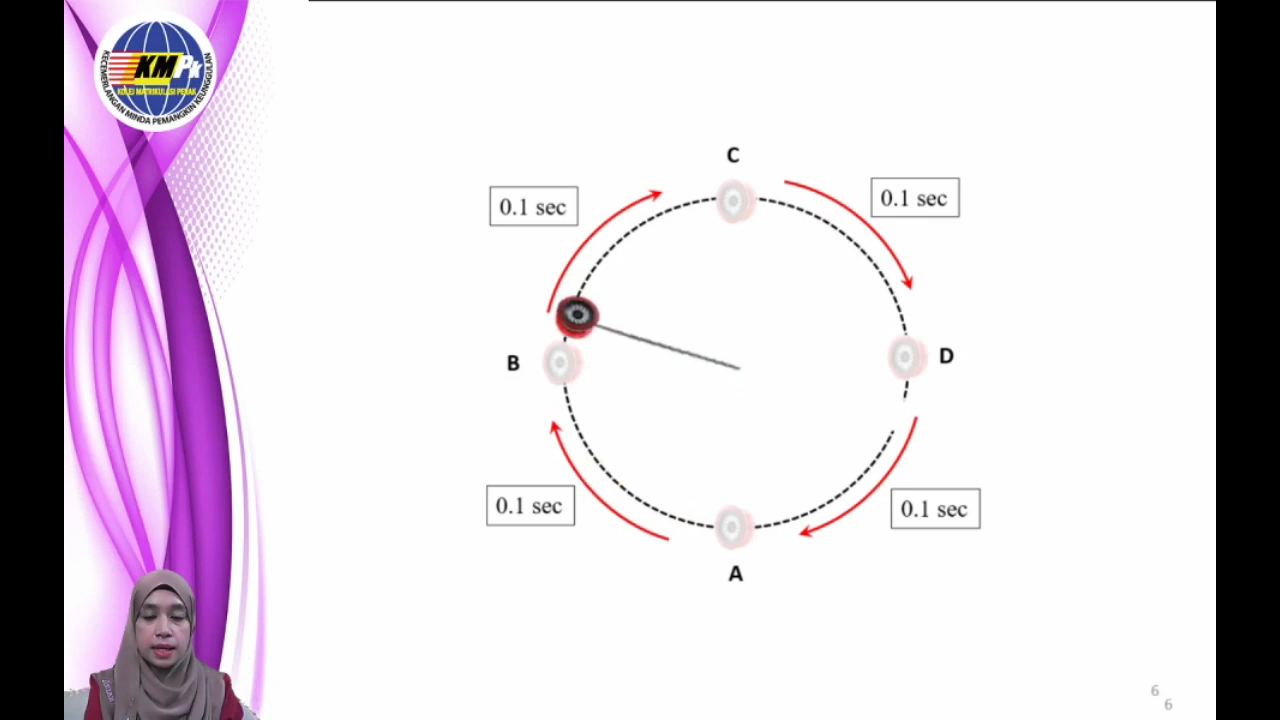 KMPk
KOLEJ MATRIKULASI PERAK
KECEMERLANGAN MINDA PEMANGKIN KEUNGGULAN
C
0.1 sec
0.1 sec
B
D
0.1 sec
0.1 sec
A
6
6